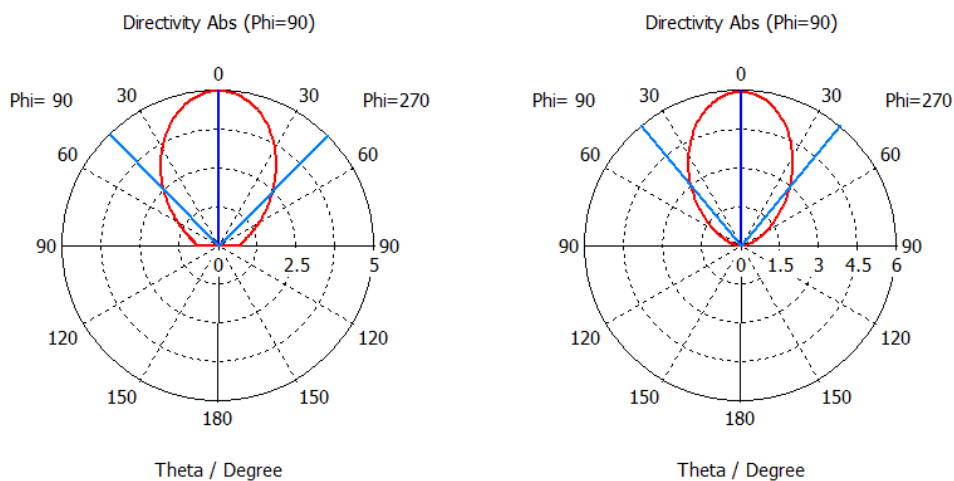 Directivity Abs (Phi=90)
0
Phi= 90 30 30 Phi=270
60 60
90 90
0 2.5 5
120 120
150 150
180
Theta / Degree
Directivity Abs (Phi=90)
0
Phi= 90 30 30 Phi=270
60 60
90 90
0 1.5 3 4.5 6
120 120
150 150
180
Theta / Degree